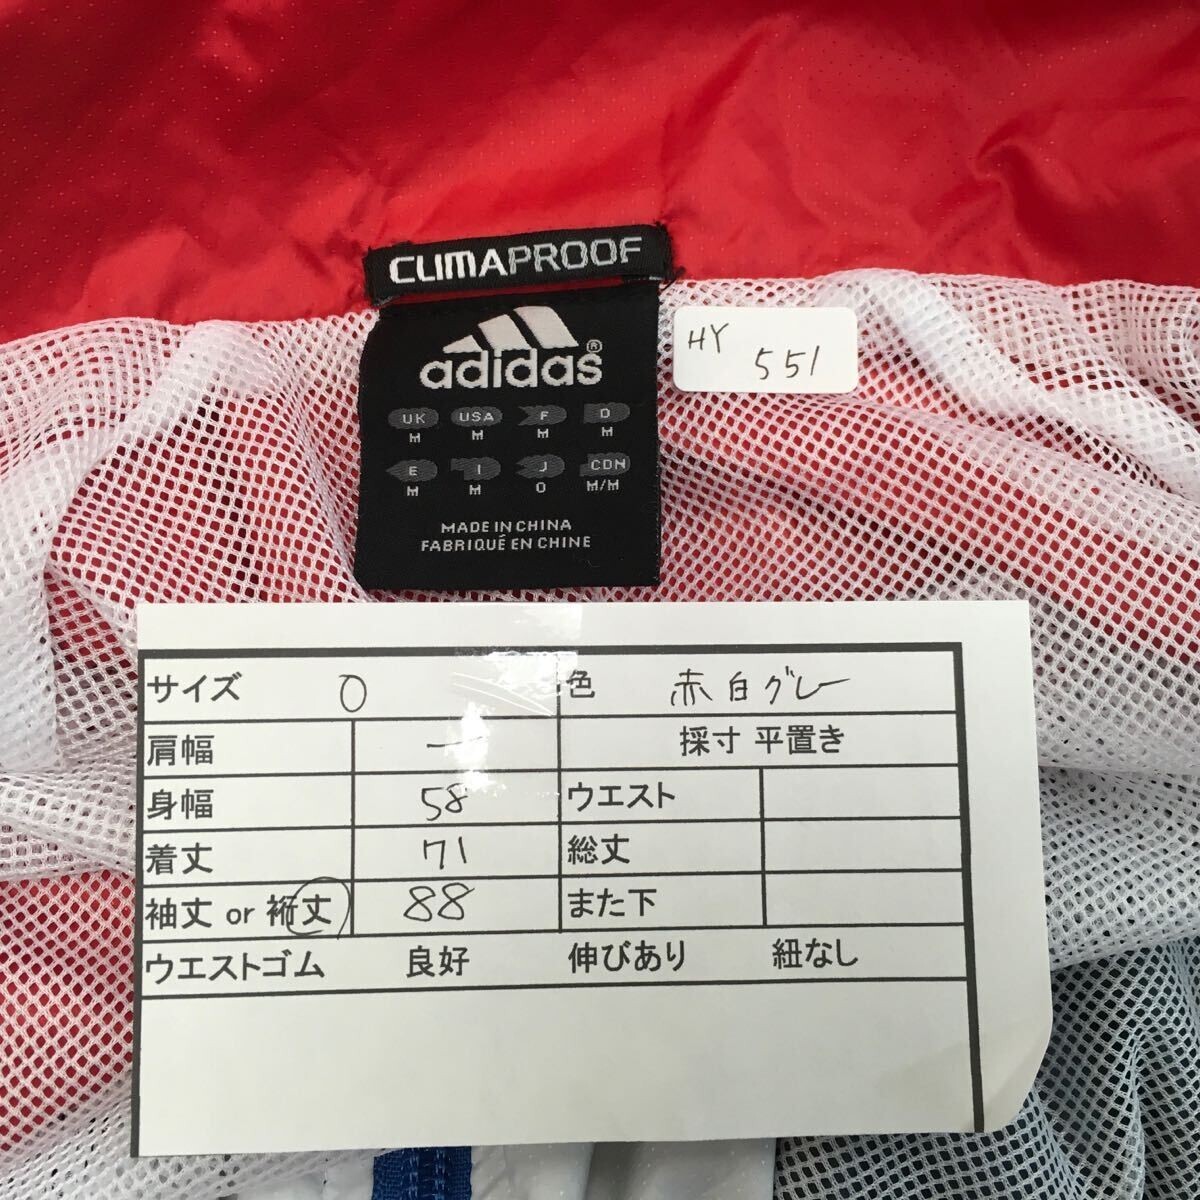 CLIMAPROOF
adidas®
HY 551
UK USA F D
M M M M
E I J CDN
M M O M/M
MADE IN CHINA
FABRIQUÉ EN CHINE
サイズ O 色 赤白グレー
肩幅 ー 採寸 平置き
身幅 58 ウエスト
着丈 71 総丈
袖丈 or 裄丈 88 また下
ウエストゴム 良好 伸びあり 紐なし